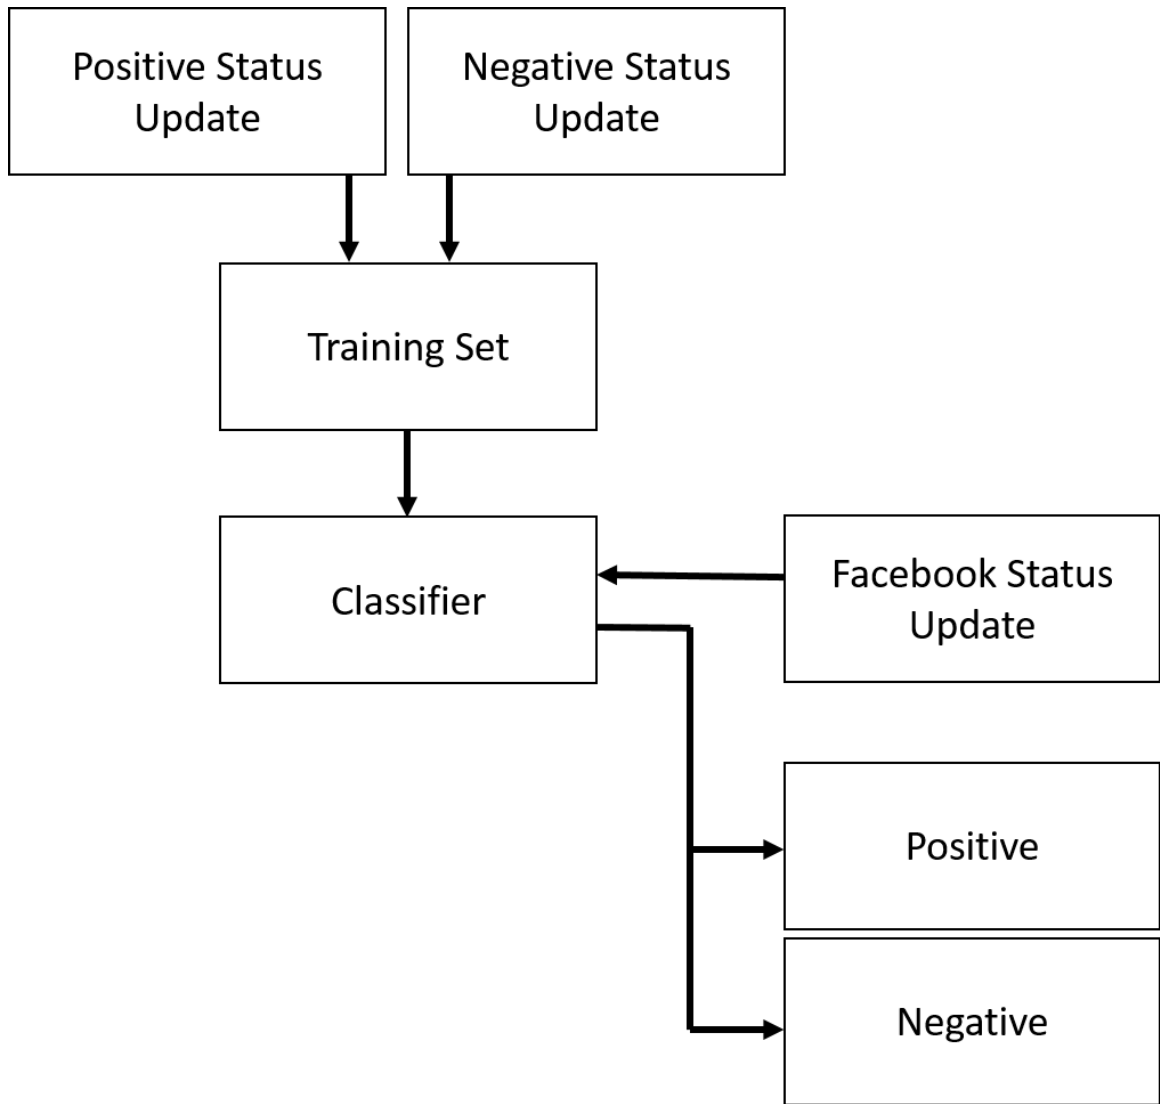 Positive Status
Update
Negative Status
Update
Training Set
Classifier
Facebook Status
Update
Positive
Negative